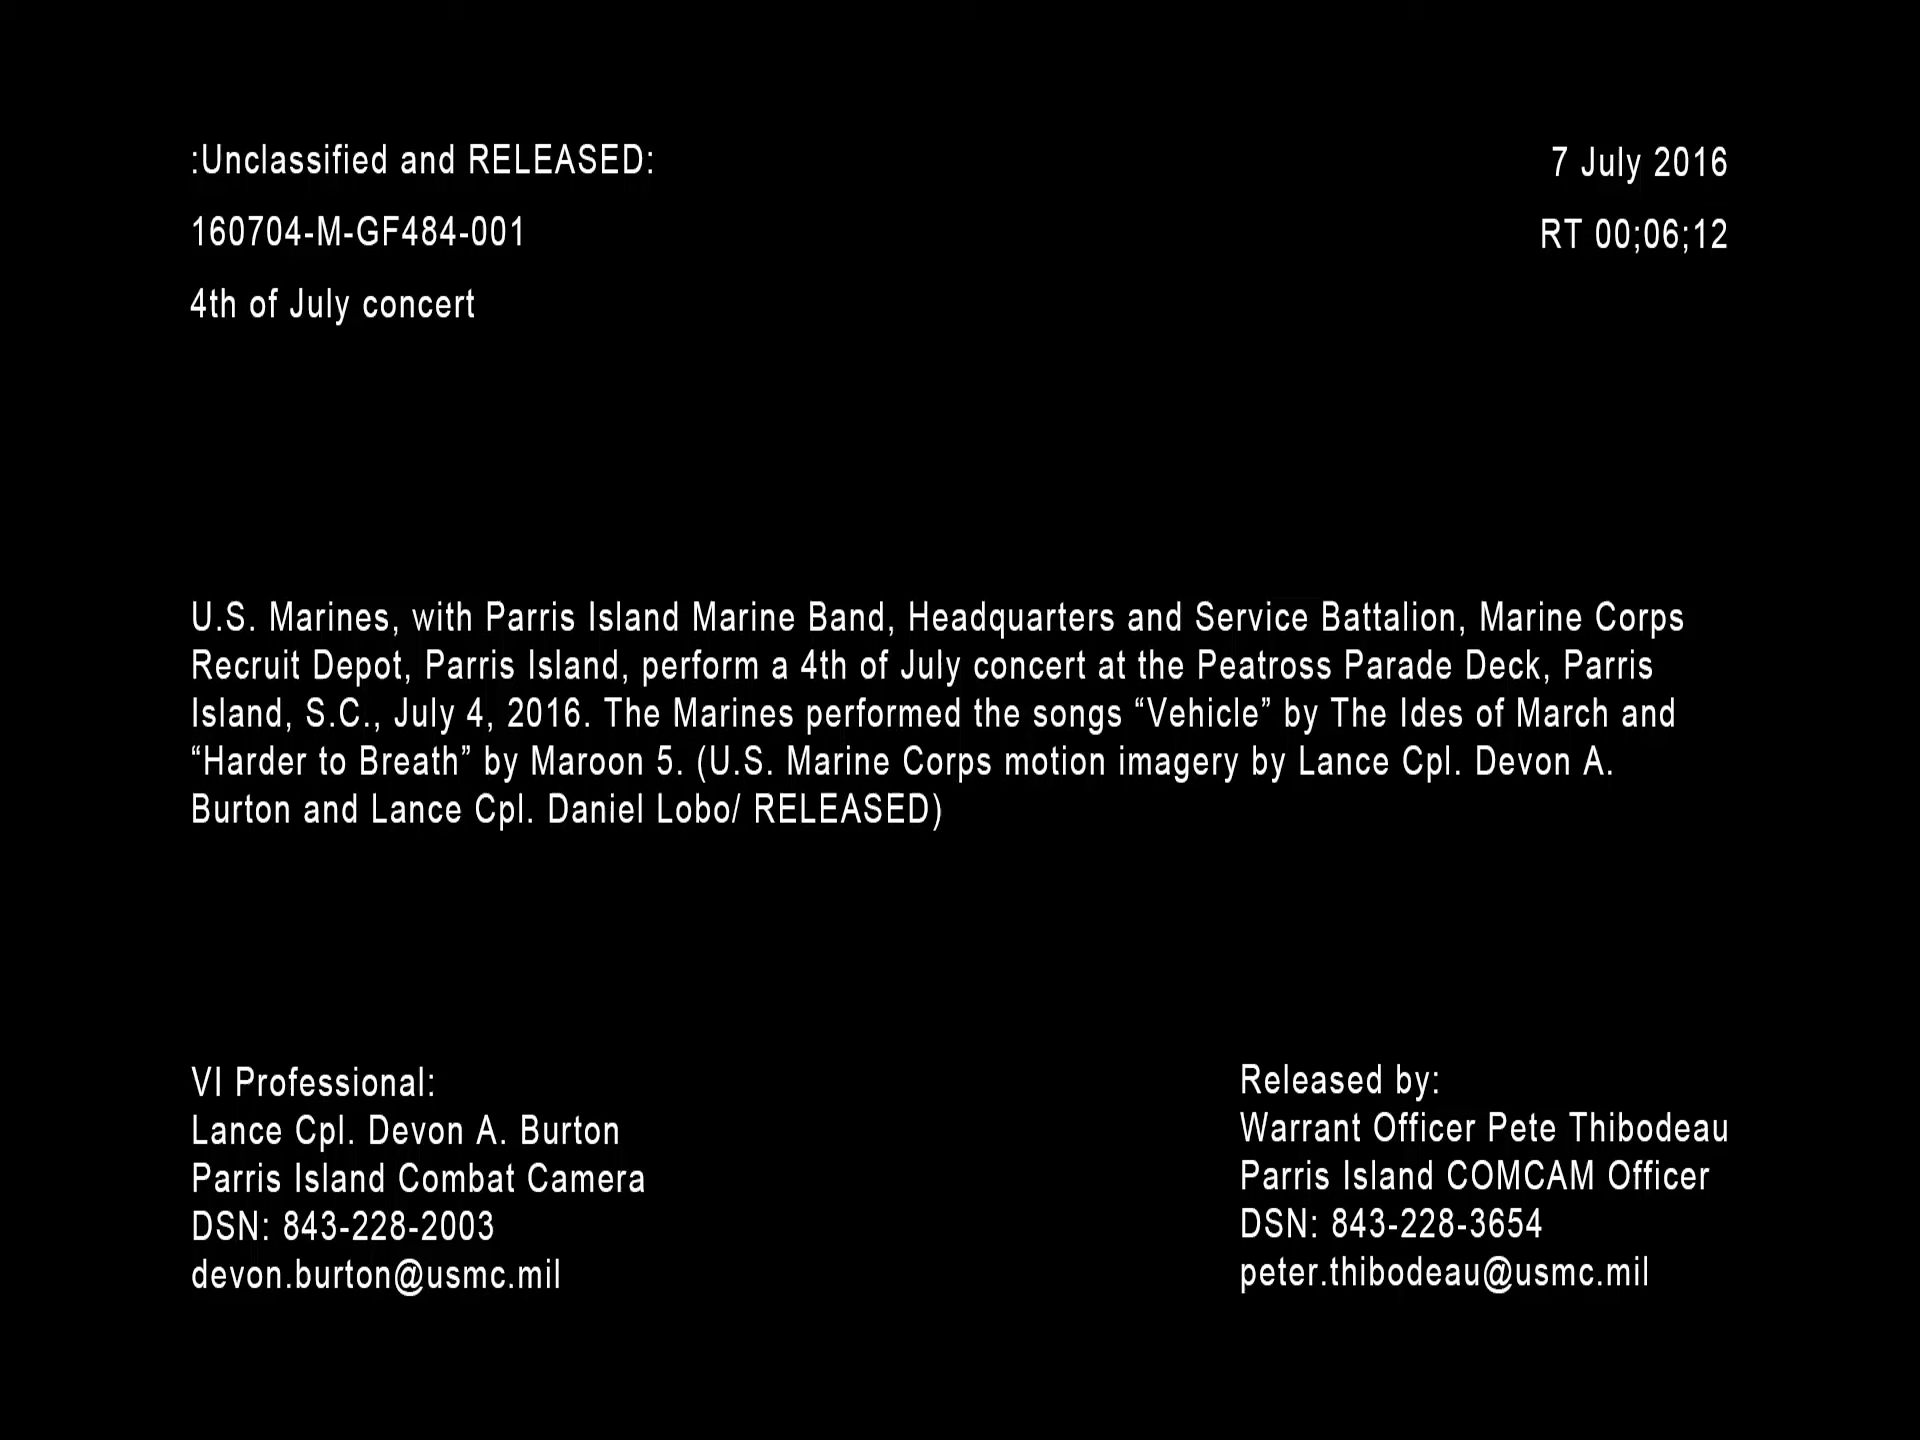 :Unclassified and RELEASED:
160704-M-GF484-001
4th of July concert
7 July 2016
RT 00;06;12
U.S. Marines, with Parris Island Marine Band, Headquarters and Service Battalion, Marine Corps
Recruit Depot, Parris Island, perform a 4th of July concert at the Peatross Parade Deck, Parris
Island, S.C., July 4, 2016. The Marines performed the songs “Vehicle” by The Ides of March and
“Harder to Breath” by Maroon 5. (U.S. Marine Corps motion imagery by Lance Cpl. Devon A.
Burton and Lance Cpl. Daniel Lobo/ RELEASED)
VI Professional:
Lance Cpl. Devon A. Burton
Parris Island Combat Camera
DSN: 843-228-2003
devon.burton@usmc.mil
Released by:
Warrant Officer Pete Thibodeau
Parris Island COMCAM Officer
DSN: 843-228-3654
peter.thibodeau@usmc.mil